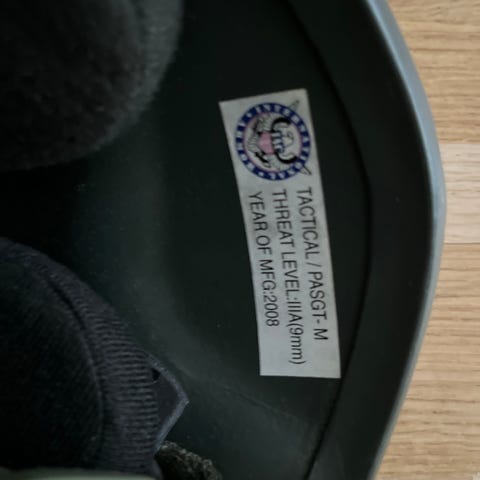 TACTICAL / PASGT- M
THREAT LEVEL:IIIA(9mm)
YEAR OF MFG:2008